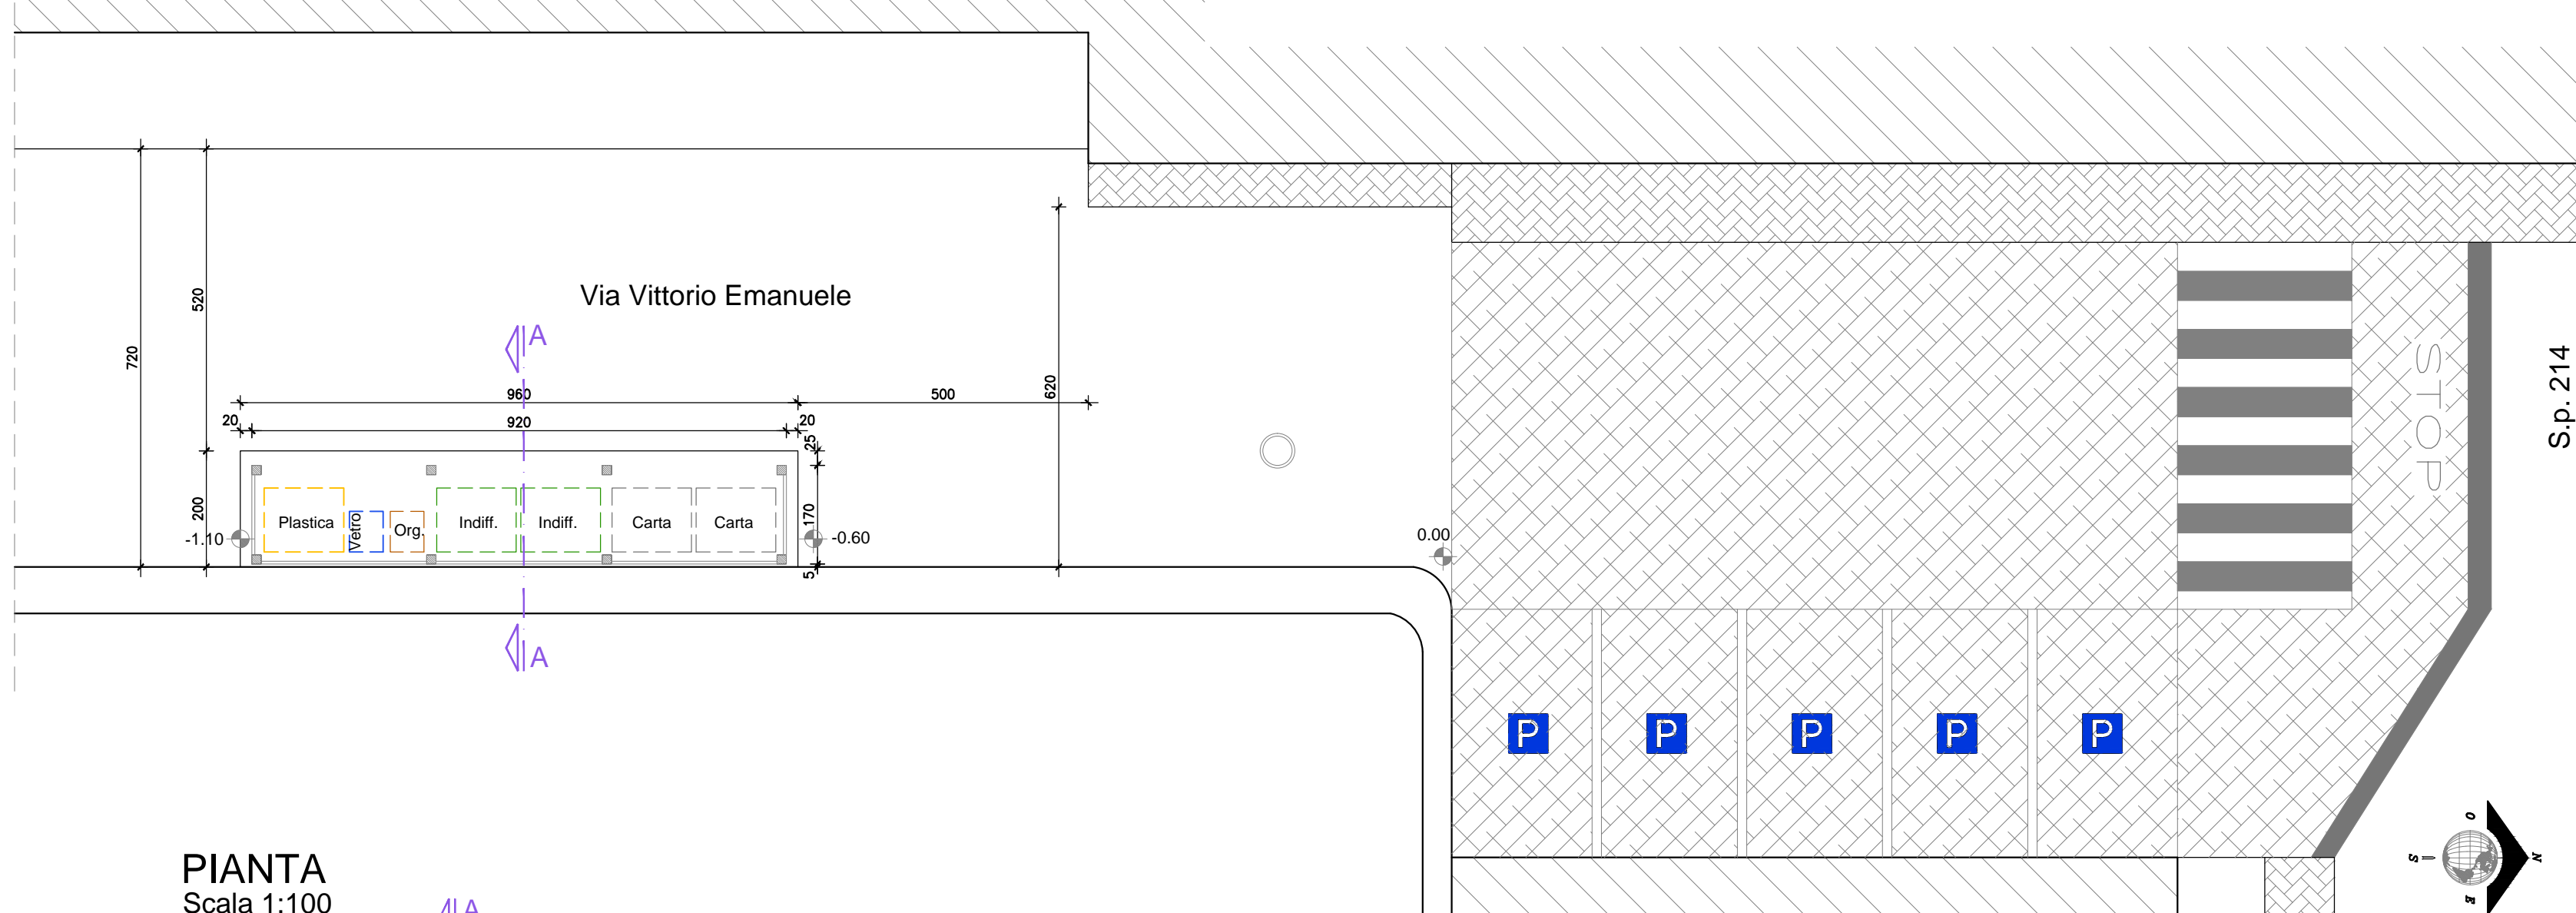 Via Vittorio Emanuele
S.p. 214
STOP
A
720
520
620
960
500
20
920
20
25
200
170
5
Plastica
Vetro
Org.
Indiff.
Indiff.
Carta
Carta
-1.10
-0.60
0.00
A
P
P
P
P
P
O
S
N
E
PIANTA
Scala 1:100
A